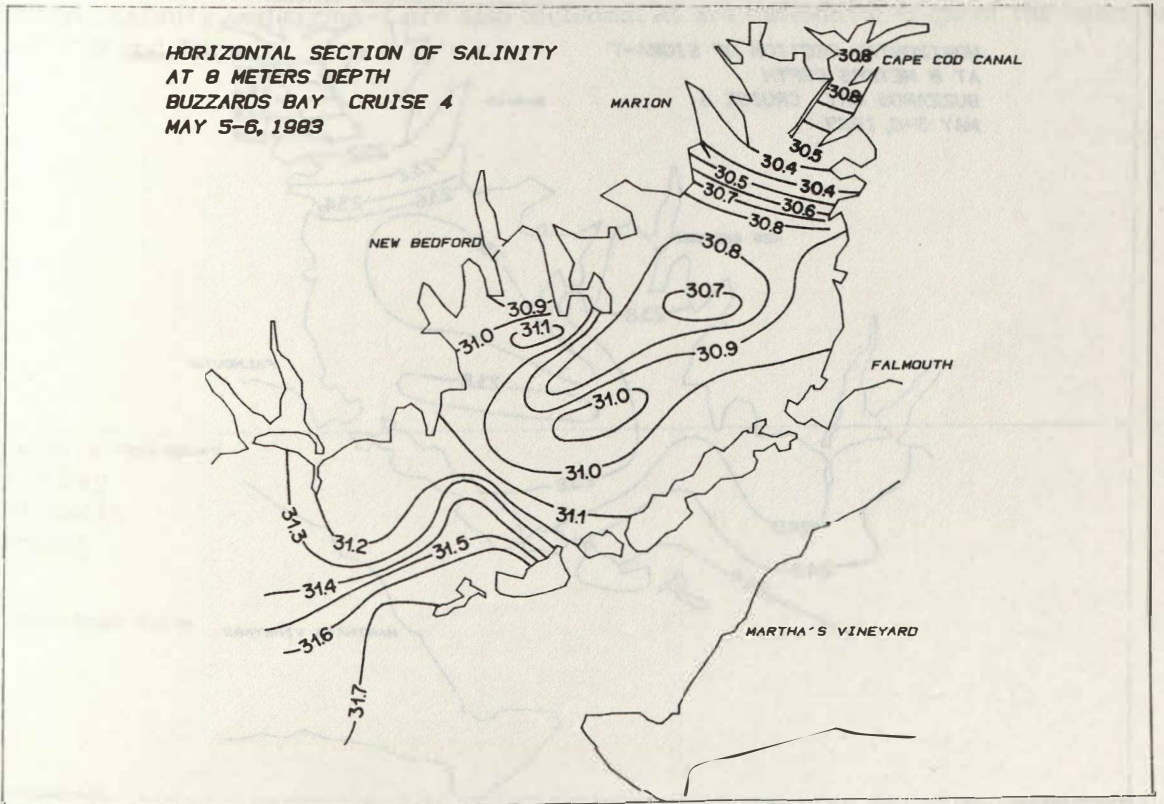 HORIZONTAL SECTION OF SALINITY
AT 8 METERS DEPTH
BUZZARDS BAY CRUISE 4
MAY 5-6, 1983
30.8
CAPE COD CANAL
30.8
MARION
30.5
30.4
30.4
30.5
30.6
30.7
30.8
NEW BEDFORD
30.8
30.7
30.9
31.0
31.1
30.9
FALMOUTH
31.0
31.0
31.1
31.3
31.2
31.5
31.4
31.6
MARTHA'S VINEYARD
31.7